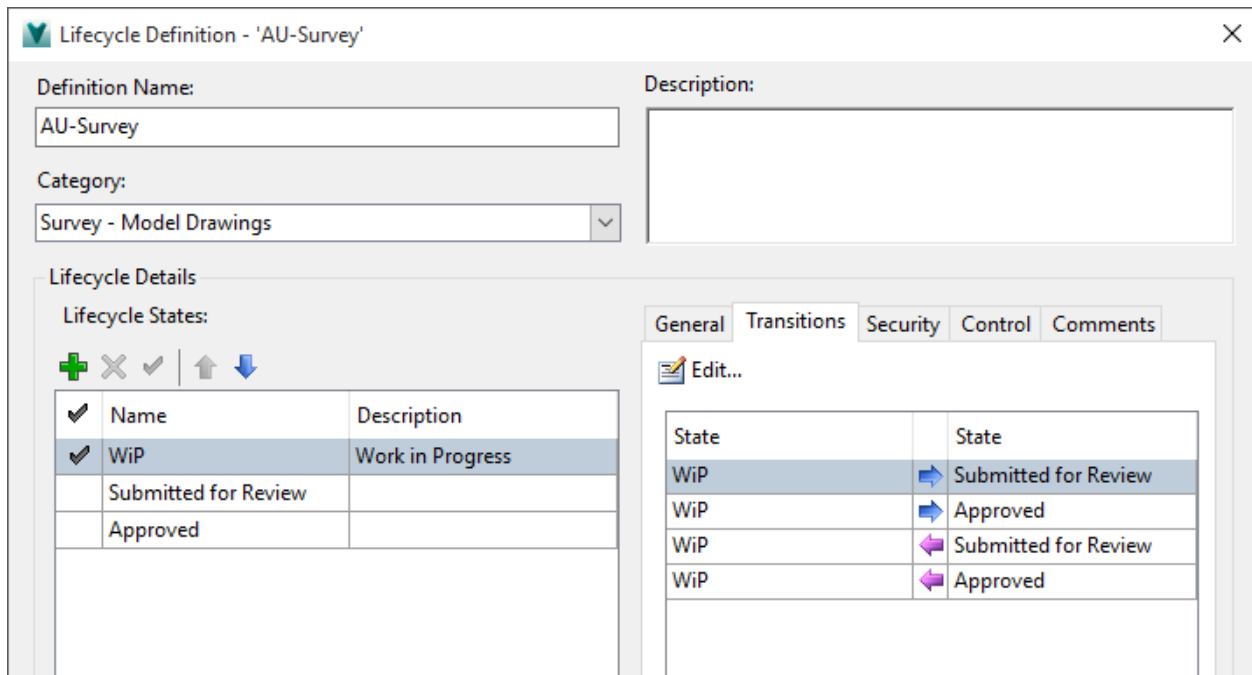 Lifecycle Definition - 'AU-Survey'
Definition Name:
AU-Survey
Category:
Survey - Model Drawings
Description:
Lifecycle Details
Lifecycle States:
Name Description
WiP Work in Progress
Submitted for Review
Approved
General Transitions Security Control Comments
Edit...
State State
WiP Submitted for Review
WiP Approved
WiP Submitted for Review
WiP Approved